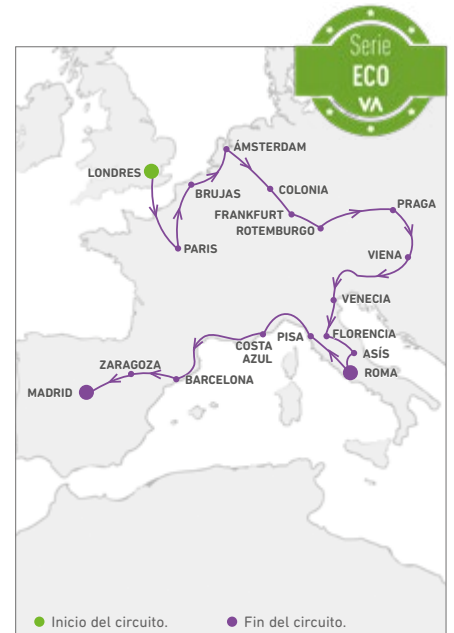 Serie
ECO
VA
LONDRES
ÁMSTERDAM
BRUJAS
COLONIA
FRANKFURT
ROTEMBURGO
PRAGA
PARIS
VIENA
VENECIA
FLORENCIA
PISA
COSTA
AZUL
ASÍS
ROMA
ZARAGOZA
BARCELONA
MADRID
Inicio del circuito.
Fin del circuito.